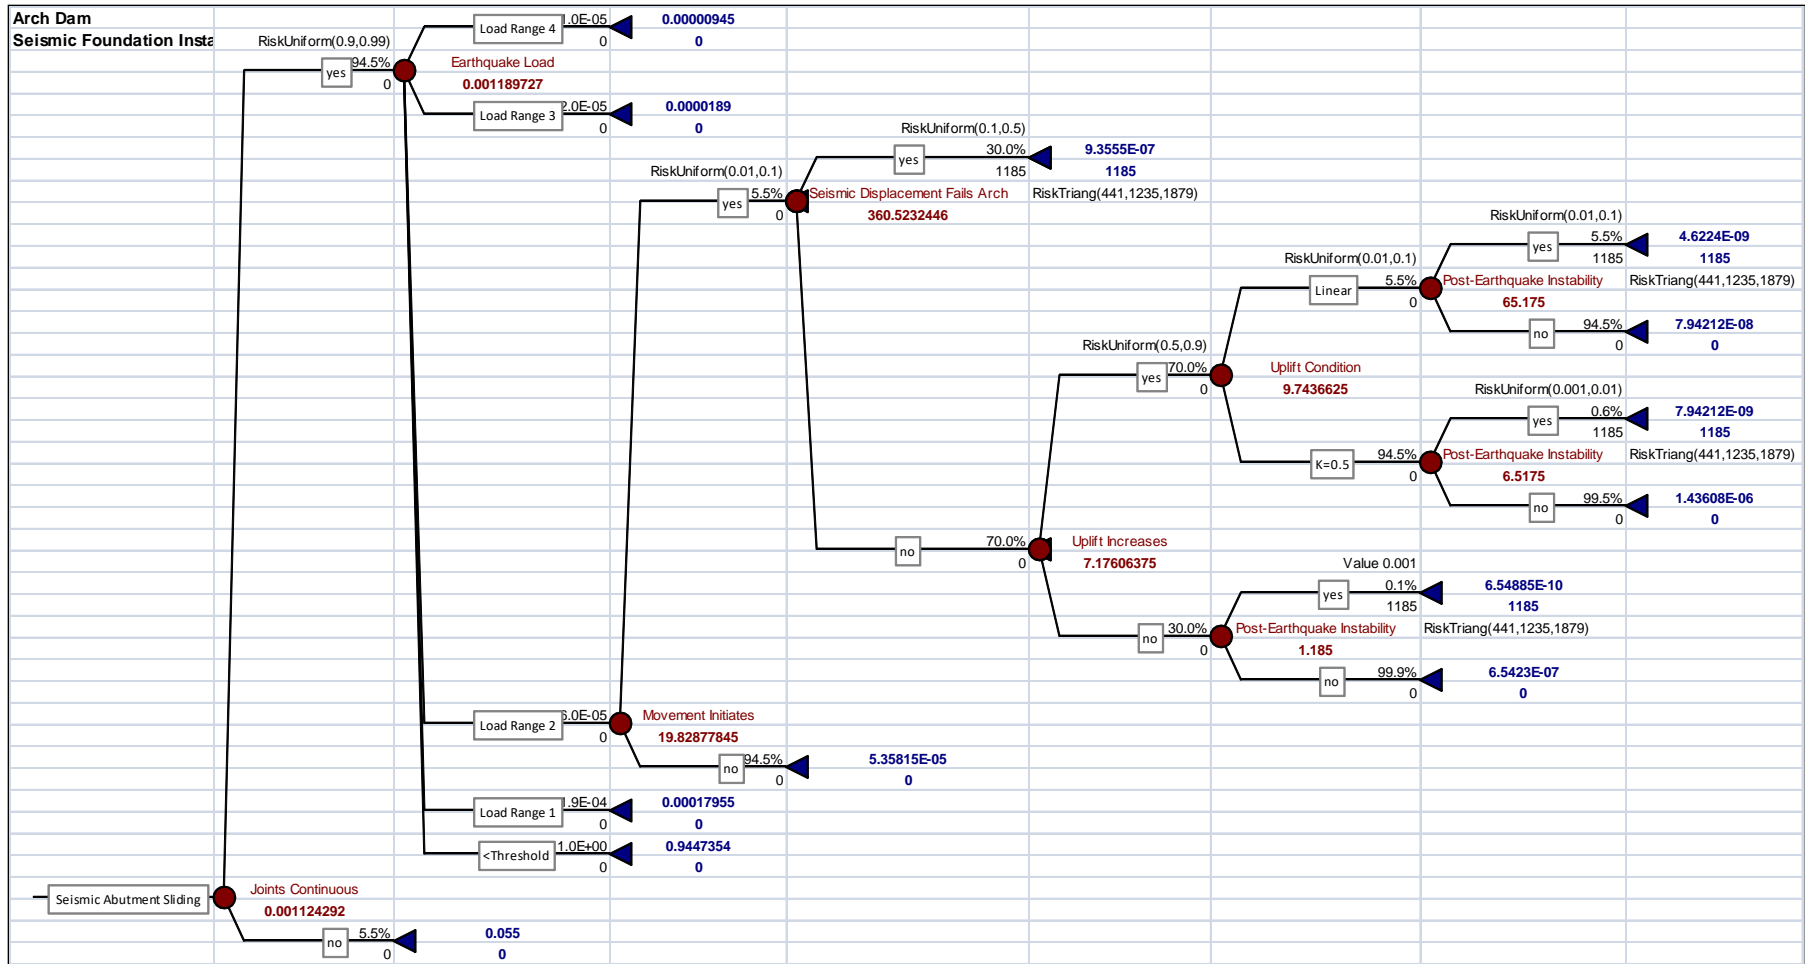 Arch Dam
Seismic Foundation Insta
RiskUniform(0.9,0.99)
yes
94.5%
0
Load Range 4
1.0E-05
0
0.00000945
0
Earthquake Load
0.001189727
Load Range 3
2.0E-05
0
0.0000189
0
RiskUniform(0.1,0.5)
yes
30.0%
1185
9.3555E-07
1185
RiskUniform(0.01,0.1)
yes
5.5%
0
Seismic Displacement Fails Arch
360.5232446
RiskTriang(441,1235,1879)
RiskUniform(0.01,0.1)
yes
5.5%
1185
4.6224E-09
1185
RiskUniform(0.01,0.1)
Linear
5.5%
0
Post-Earthquake Instability
65.175
RiskTriang(441,1235,1879)
no
94.5%
0
7.94212E-08
0
RiskUniform(0.5,0.9)
yes
70.0%
0
Uplift Condition
9.7436625
RiskUniform(0.001,0.01)
yes
0.6%
1185
7.94212E-09
1185
K=0.5
94.5%
0
Post-Earthquake Instability
6.5175
RiskTriang(441,1235,1879)
no
99.5%
0
1.43608E-06
0
no
70.0%
0
Uplift Increases
7.17606375
Value 0.001
yes
0.1%
1185
6.54885E-10
1185
no
30.0%
0
Post-Earthquake Instability
1.185
RiskTriang(441,1235,1879)
no
99.9%
0
6.5423E-07
0
Load Range 2
6.0E-05
0
Movement Initiates
19.82877845
no
94.5%
0
5.35815E-05
0
Load Range 1
1.9E-04
0
0.00017955
0
<Threshold
1.0E+00
0
0.9447354
0
Seismic Abutment Sliding
Joints Continuous
0.001124292
no
5.5%
0
0.055
0